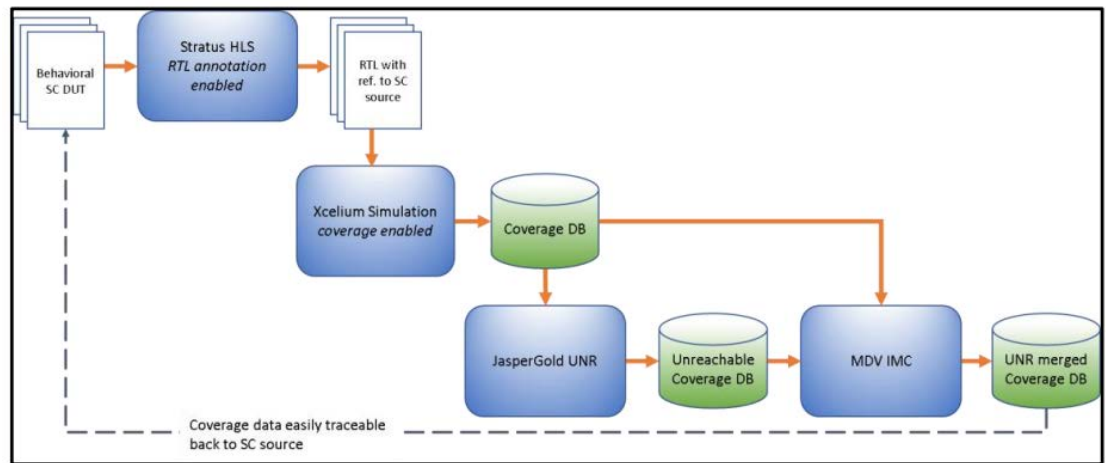 Behavioral
SC DUT
Stratus HLS
RTL annotation
enabled
RTL with
ref. to SC
source
Xcelium Simulation
coverage enabled
Coverage DB
JasperGold UNR
Unreachable
Coverage DB
MDV IMC
UNR merged
Coverage DB
Coverage data easily traceable
back to SC source